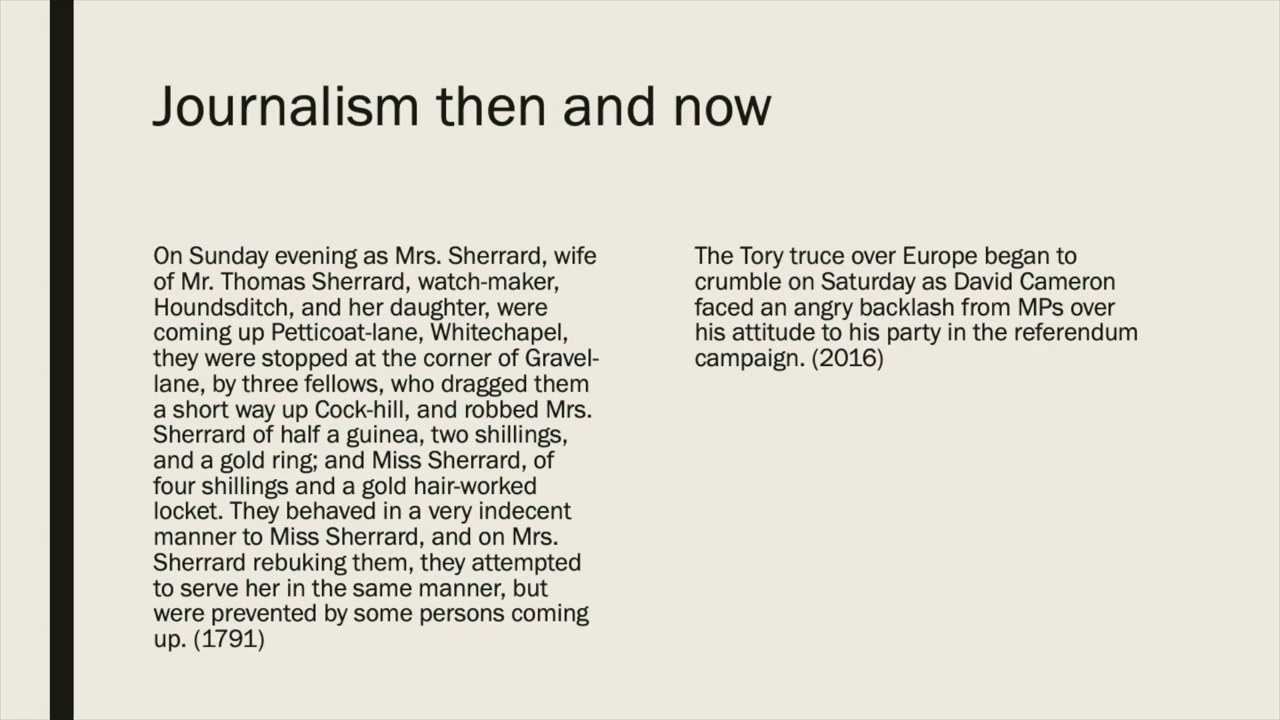 Journalism then and now
On Sunday evening as Mrs. Sherrard, wife
of Mr. Thomas Sherrard, watch-maker,
Houndsditch, and her daughter, were
coming up Petticoat-lane, Whitechapel,
they were stopped at the corner of Gravel-
lane, by three fellows, who dragged them
a short way up Cock-hill, and robbed Mrs.
Sherrard of half a guinea, two shillings,
and a gold ring; and Miss Sherrard, of
four shillings and a gold hair-worked
locket. They behaved in a very indecent
manner to Miss Sherrard, and on Mrs.
Sherrard rebuking them, they attempted
to serve her in the same manner, but
were prevented by some persons coming
up. (1791)
The Tory truce over Europe began to
crumble on Saturday as David Cameron
faced an angry backlash from MPs over
his attitude to his party in the referendum
campaign. (2016)